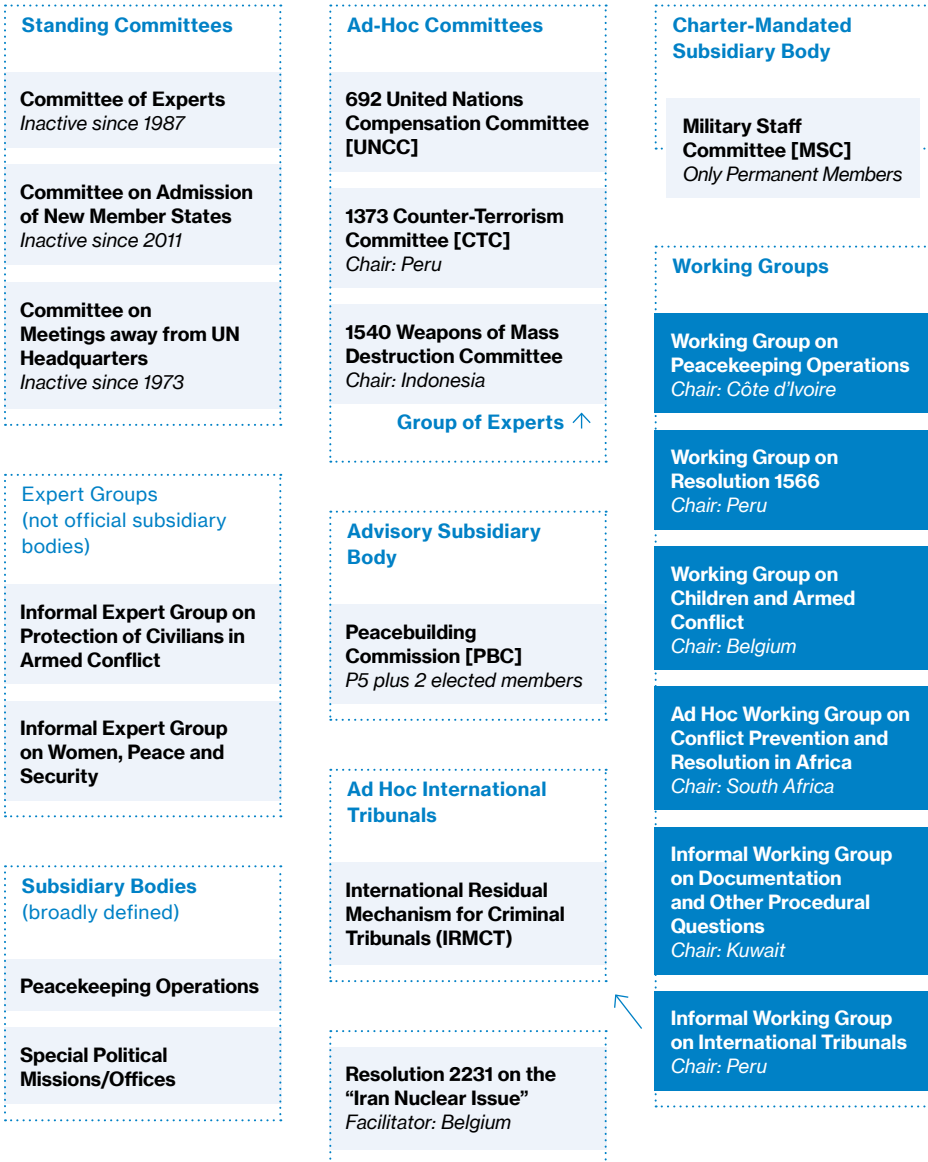 Standing Committees
Committee of Experts
Inactive since 1987
Committee on Admission
of New Member States
Inactive since 2011
Committee on
Meetings away from UN
Headquarters
Inactive since 1973
Expert Groups
(not official subsidiary
bodies)
Informal Expert Group on
Protection of Civilians in
Armed Conflict
Informal Expert Group
on Women, Peace and
Security
Subsidiary Bodies
(broadly defined)
Peacekeeping Operations
Special Political
Missions/Offices
Ad-Hoc Committees
692 United Nations
Compensation Committee
[UNCC]
1373 Counter-Terrorism
Committee [CTC]
Chair: Peru
1540 Weapons of Mass
Destruction Committee
Chair: Indonesia
Group of Experts ↑
Advisory Subsidiary
Body
Peacebuilding
Commission [PBC]
P5 plus 2 elected members
Ad Hoc International
Tribunals
International Residual
Mechanism for Criminal
Tribunals (IRMCT)
Resolution 2231 on the
“Iran Nuclear Issue”
Facilitator: Belgium
Charter-Mandated
Subsidiary Body
Military Staff
Committee [MSC]
Only Permanent Members
Working Groups
Working Group on
Peacekeeping Operations
Chair: Côte d’Ivoire
Working Group on
Resolution 1566
Chair: Peru
Working Group on
Children and Armed
Conflict
Chair: Belgium
Ad Hoc Working Group on
Conflict Prevention and
Resolution in Africa
Chair: South Africa
Informal Working Group
on Documentation
and Other Procedural
Questions
Chair: Kuwait
Informal Working Group
on International Tribunals
Chair: Peru